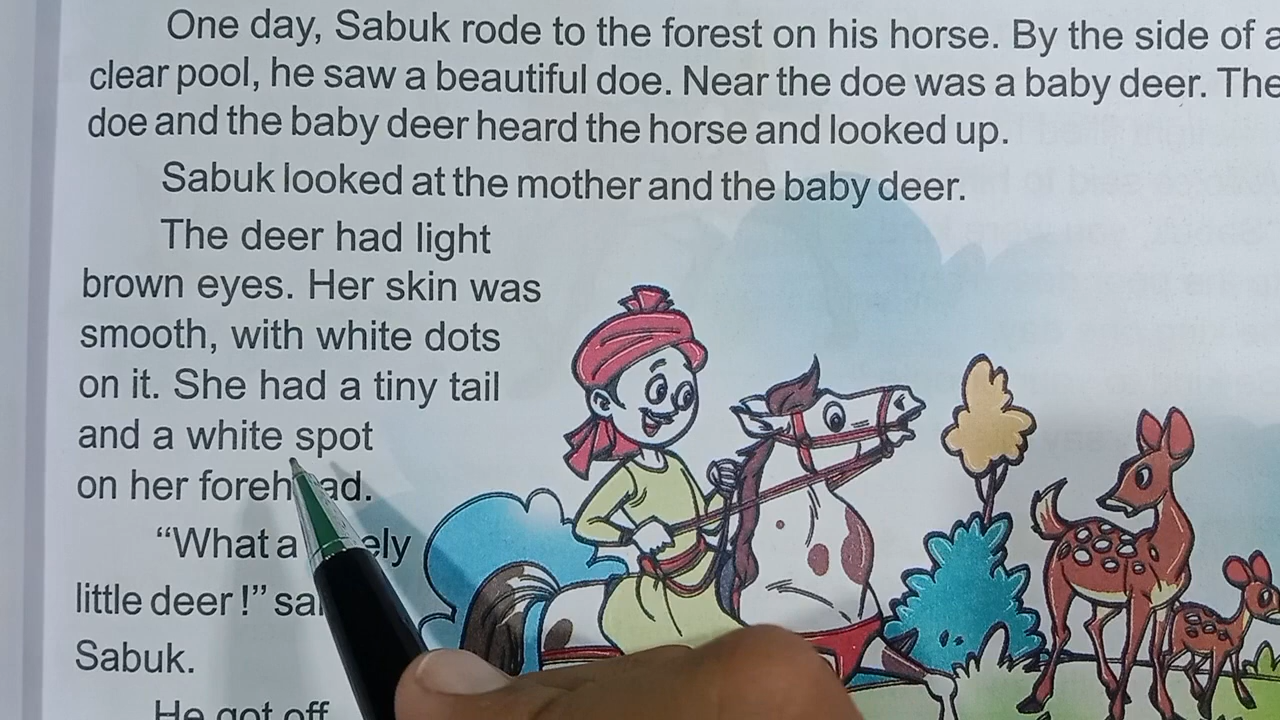 One day, Sabuk rode to the forest on his horse. By the side of a
clear pool, he saw a beautiful doe. Near the doe was a baby deer. The
doe and the baby deer heard the horse and looked up.
Sabuk looked at the mother and the baby deer.
The deer had light
brown eyes. Her skin was
smooth, with white dots
on it. She had a tiny tail
and a white spot
on her forehead.
"What a lovely
little deer !" said
Sabuk.
He got off